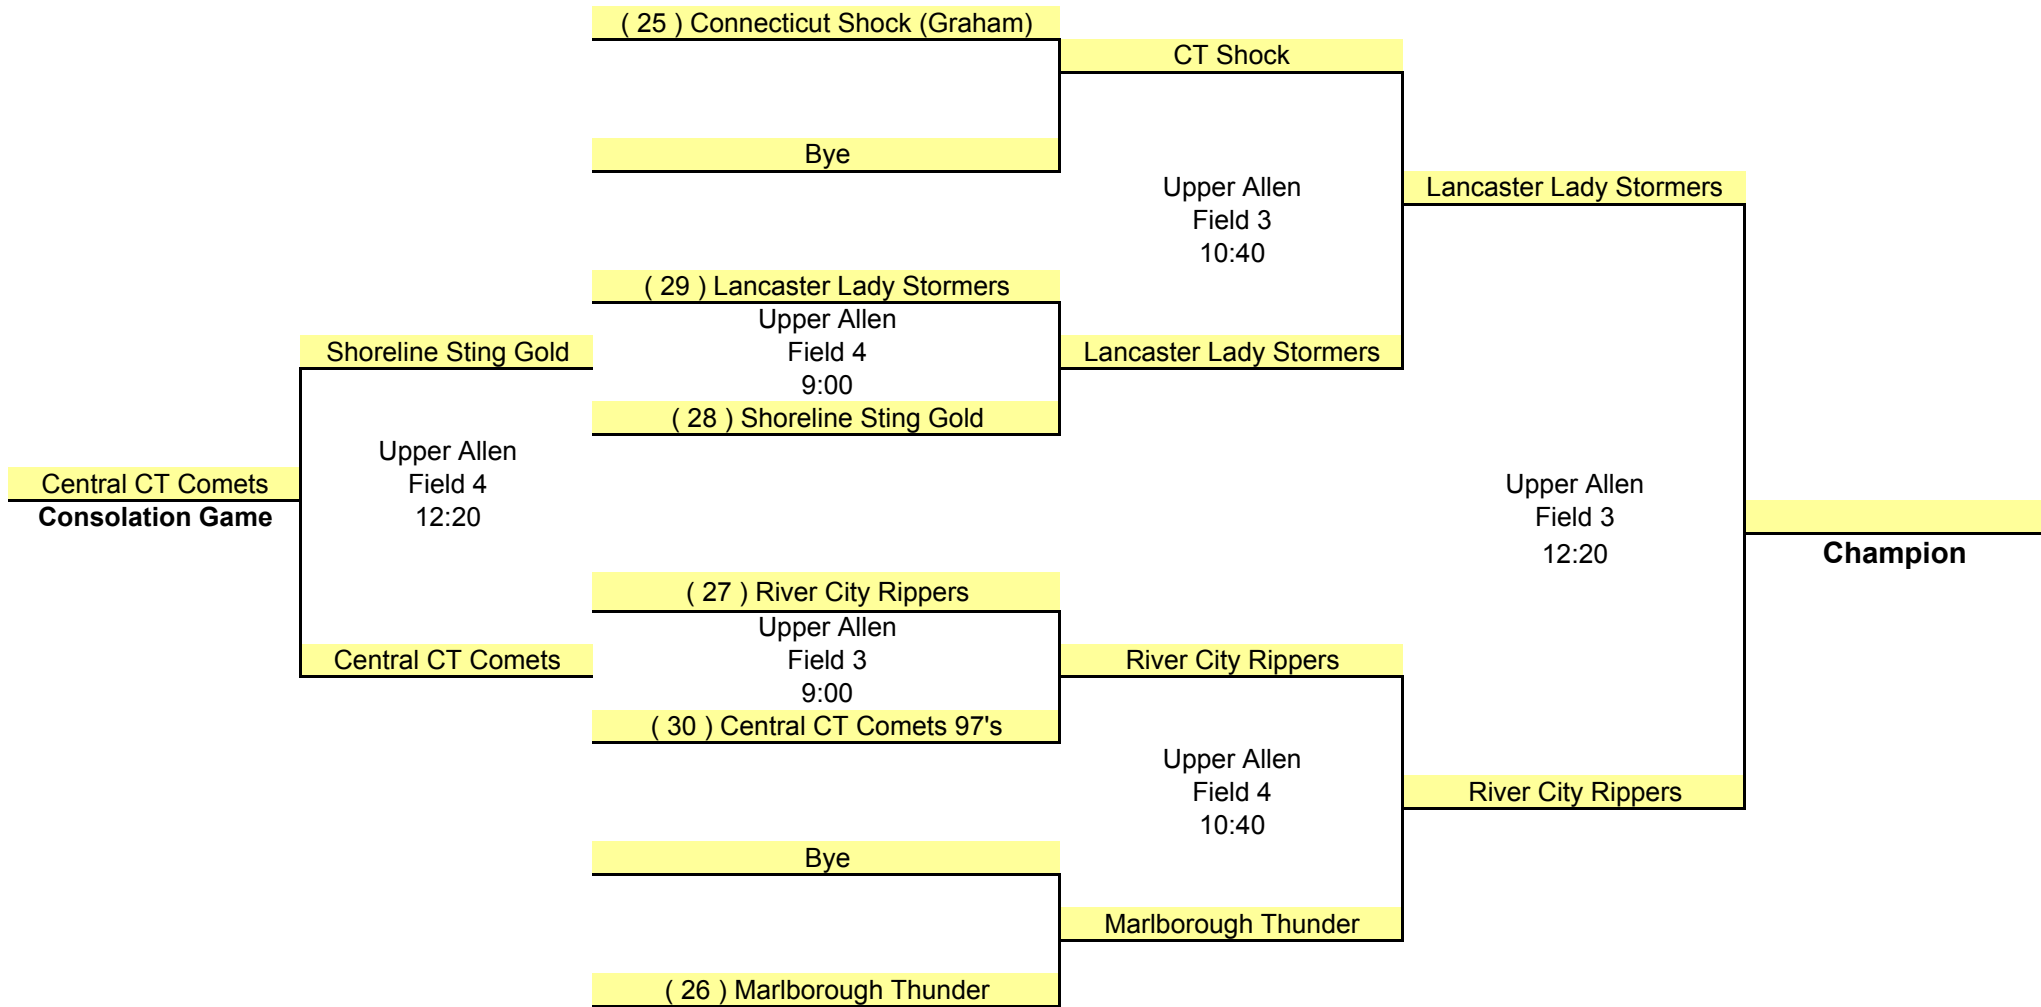 ( 25 ) Connecticut Shock (Graham)
CT Shock
Bye
Upper Allen
Field 3
10:40
Lancaster Lady Stormers
( 29 ) Lancaster Lady Stormers
Upper Allen
Field 4
9:00
Shoreline Sting Gold
Lancaster Lady Stormers
( 28 ) Shoreline Sting Gold
Upper Allen
Field 4
12:20
Central CT Comets
Consolation Game
Upper Allen
Field 3
12:20
Champion
( 27 ) River City Rippers
Upper Allen
Field 3
9:00
Central CT Comets
River City Rippers
( 30 ) Central CT Comets 97's
Upper Allen
Field 4
10:40
River City Rippers
Bye
Marlborough Thunder
( 26 ) Marlborough Thunder